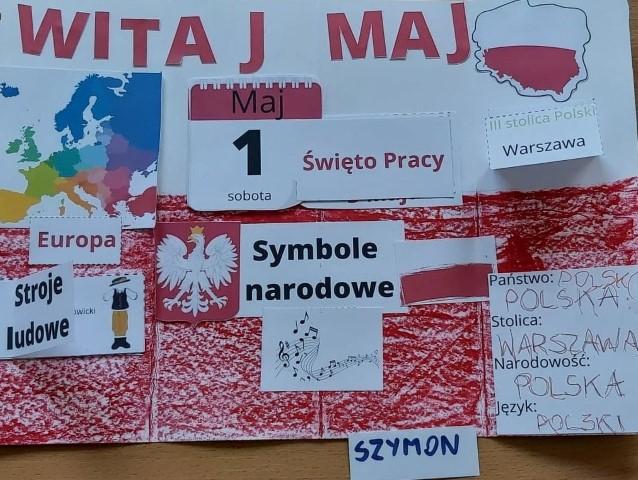 WITAJ MAJ
Maj
1
sobota
Święto Pracy
III stolica Polski
Warszawa
Europa
Symbole
narodowe
Stroje
ludowe
Państwo: POLSK
POLSKA
Stolica:
WARSZAWA
Narodowość:
POLSKA
Język:
POLSKI
SZYMON